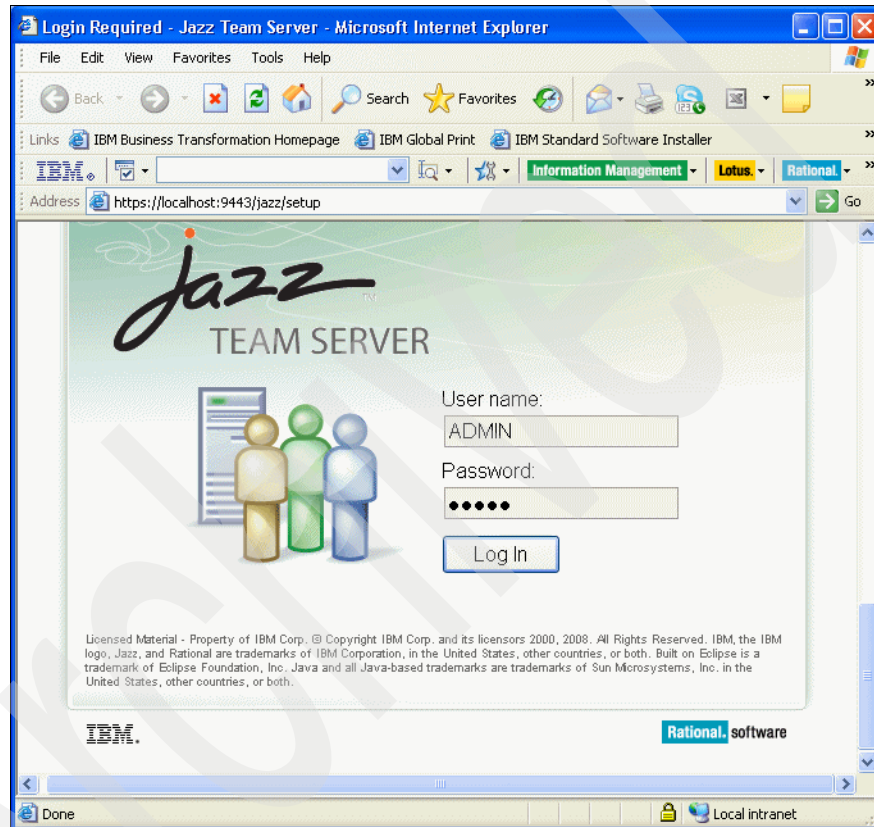 Login Required - Jazz Team Server - Microsoft Internet Explorer
File Edit View Favorites Tools Help
Back Search Favorites 123
Links IBM Business Transformation Homepage IBM Global Print IBM Standard Software Installer
IBM® Information Management Lotus. Rational.
Address https://localhost:9443/jazz/setup Go
jazz™
TEAM SERVER
User name:
ADMIN
Password:
●●●●●
Log In
Licensed Material - Property of IBM Corp. © Copyright IBM Corp. and its licensors 2000, 2008. All Rights Reserved. IBM, the IBM
logo, Jazz, and Rational are trademarks of IBM Corporation, in the United States, other countries, or both. Built on Eclipse is a
trademark of Eclipse Foundation, Inc. Java and all Java-based trademarks are trademarks of Sun Microsystems, Inc. in the
United States, other countries, or both.
IBM. Rational. software
Done Local intranet